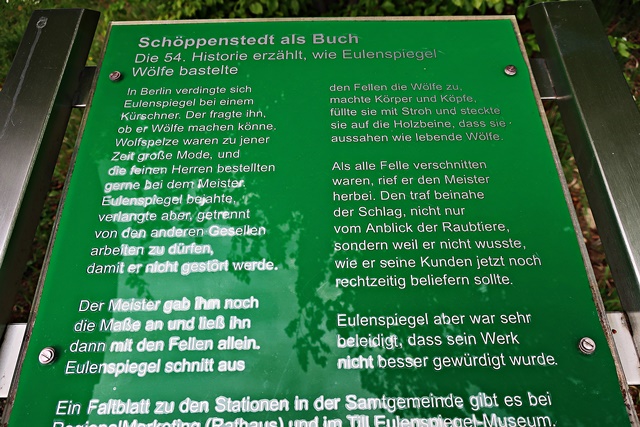 Schöppenstedt als Buch
Die 54. Historie erzählt, wie Eulenspiegel
Wölfe bastelte
In Berlin verdingte sich
Eulenspiegel bei einem
Kürschner. Der fragte ihn,
ob er Wölfe machen könne.
Wolfspelze waren zu jener
Zeit große Mode, und
die feinen Herren bestellten
gerne bei dem Meister.
Eulenspiegel bejahte,
verlangte aber, getrennt
von den anderen Gesellen
arbeiten zu dürfen,
damit er nicht gestört werde.
Der Meister gab ihm noch
die Maße an und ließ ihn
dann mit den Fellen allein.
Eulenspiegel schnitt aus
den Fellen die Wölfe zu,
machte Körper und Köpfe,
füllte sie mit Stroh und steckte
sie auf die Holzbeine, dass sie
aussahen wie lebende Wölfe.
Als alle Felle verschnitten
waren, rief er den Meister
herbei. Den traf beinahe
der Schlag, nicht nur
vom Anblick der Raubtiere,
sondern weil er nicht wusste,
wie er seine Kunden jetzt noch
rechtzeitig beliefern sollte.
Eulenspiegel aber war sehr
beleidigt, dass sein Werk
nicht besser gewürdigt wurde.
Ein Faltblatt zu den Stationen in der Samtgemeinde gibt es bei
RegionalMarketing (Rathaus) und im Till Eulenspiegel-Museum.